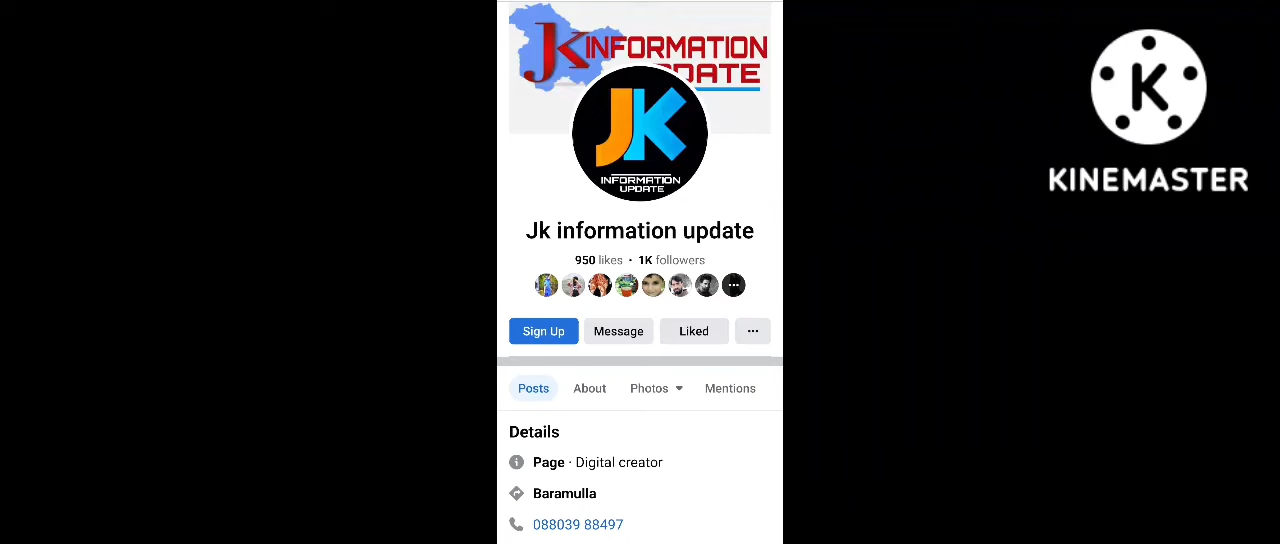 JK INFORMATION
UPDATE
JK
INFORMATION
UPDATE
Jk information update
950 likes • 1K followers
Sign Up
Message
Liked
Posts
About
Photos
Mentions
Details
Page · Digital creator
Baramulla
088039 88497
K
KINEMASTER